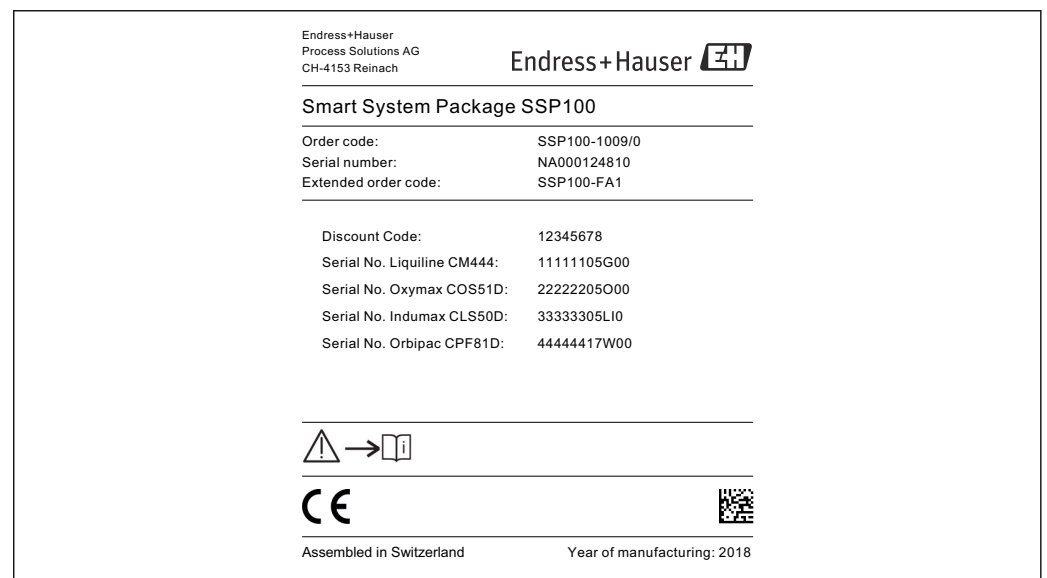 Endress+Hauser
Process Solutions AG
CH-4153 Reinach
Endress+Hauser EH
Smart System Package SSP100
Order code: SSP100-1009/0
Serial number: NA000124810
Extended order code: SSP100-FA1
Discount Code: 12345678
Serial No. Liquiline CM444: 11111105G00
Serial No. Oxymax COS51D: 22222205O00
Serial No. Indumax CLS50D: 33333305LI0
Serial No. Orbipac CPF81D: 44444417W00
i
CE
Assembled in Switzerland Year of manufacturing: 2018